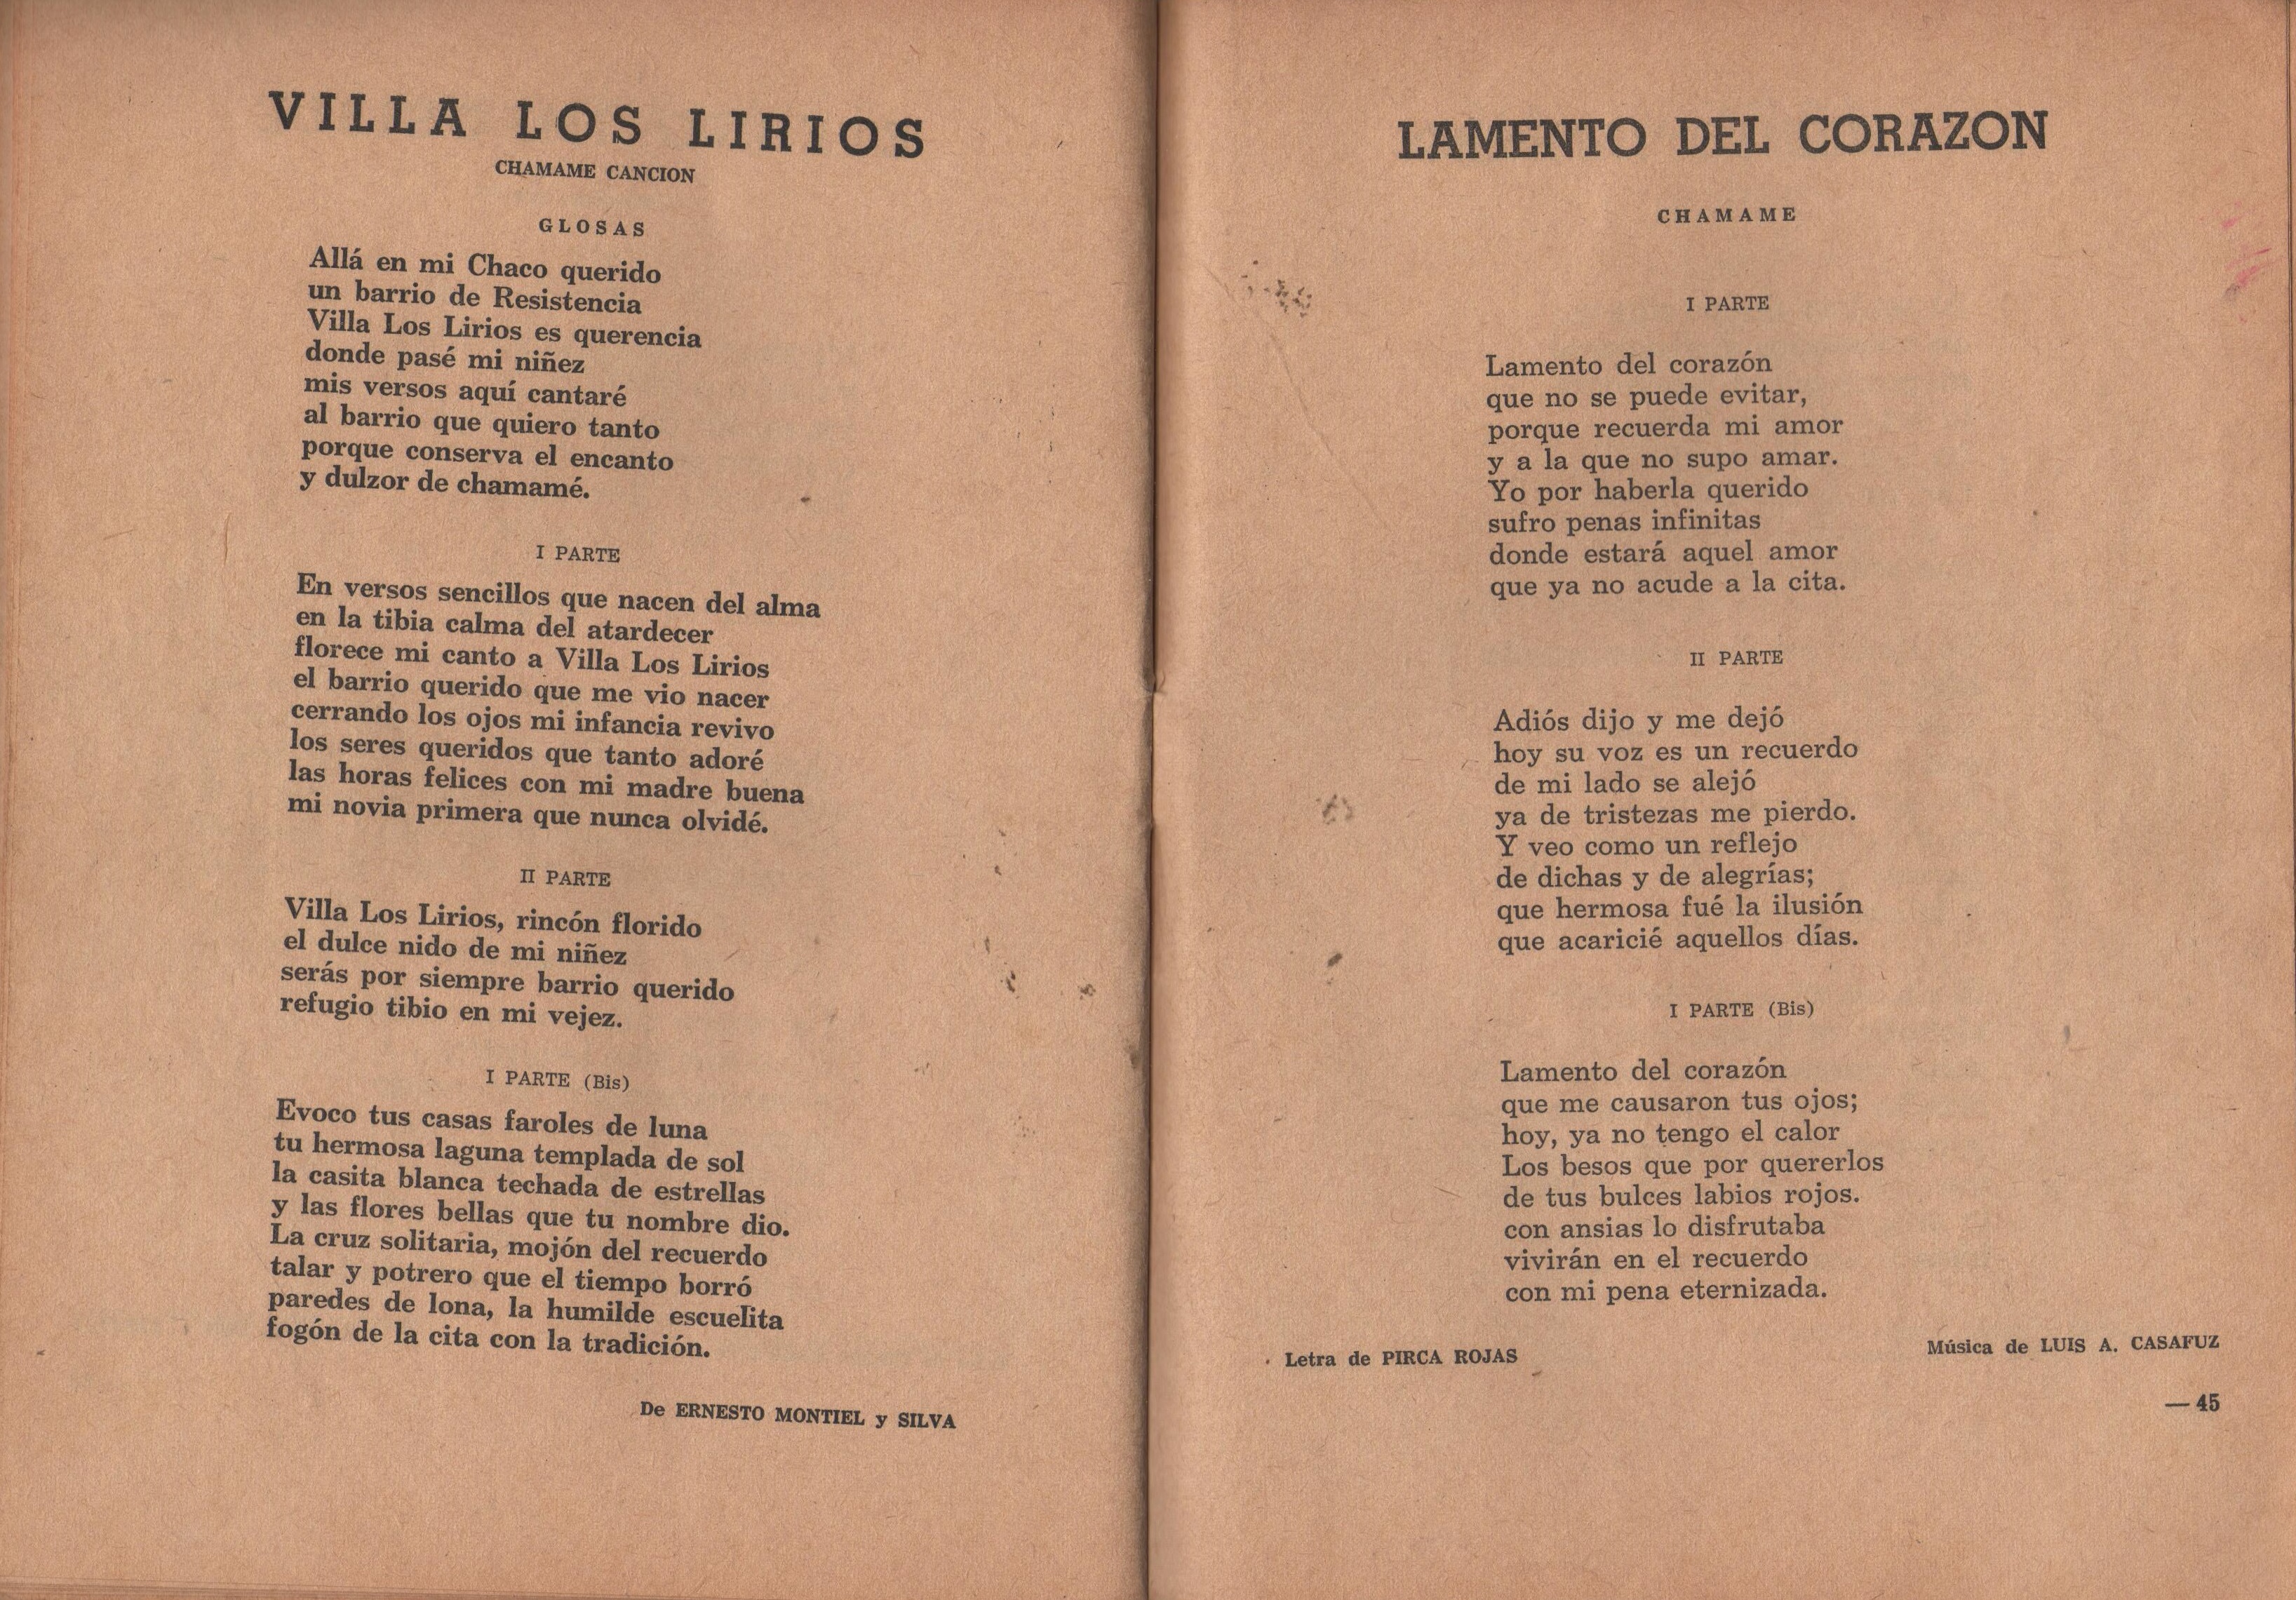 VILLA LOS LIRIOS
CHAMAME CANCION
GLOSAS
Allá en mi Chaco querido
un barrio de Resistencia
Villa Los Lirios es querencia
donde pasé mi niñez
mis versos aquí cantaré
al barrio que quiero tanto
porque conserva el encanto
y dulzor de chamamé.
I PARTE
En versos sencillos que nacen del alma
en la tibia calma del atardecer
florece mi canto a Villa Los Lirios
el barrio querido que me vio nacer
cerrando los ojos mi infancia revivo
los seres queridos que tanto adoré
las horas felices con mi madre buena
mi novia primera que nunca olvidé.
II PARTE
Villa Los Lirios, rincón florido
el dulce nido de mi niñez
serás por siempre barrio querido
refugio tibio en mi vejez.
I PARTE (Bis)
Evoco tus casas faroles de luna
tu hermosa laguna templada de sol
la casita blanca techada de estrellas
y las flores bellas que tu nombre dio.
La cruz solitaria, mojón del recuerdo
talar y potrero que el tiempo borró
paredes de lona, la humilde escuelita
fogón de la cita con la tradición.
De ERNESTO MONTIEL y SILVA
LAMENTO DEL CORAZON
CHAMAME
I PARTE
Lamento del corazón
que no se puede evitar,
porque recuerda mi amor
y a la que no supo amar.
Yo por haberla querido
sufro penas infinitas
donde estará aquel amor
que ya no acude a la cita.
II PARTE
Adiós dijo y me dejó
hoy su voz es un recuerdo
de mi lado se alejó
ya de tristezas me pierdo.
Y veo como un reflejo
de dichas y de alegrías;
que hermosa fué la ilusión
que acaricié aquellos días.
I PARTE (Bis)
Lamento del corazón
que me causaron tus ojos;
hoy, ya no tengo el calor
Los besos que por quererlos
de tus bulces labios rojos.
con ansias lo disfrutaba
vivirán en el recuerdo
con mi pena eternizada.
Letra de PIRCA ROJAS
Música de LUIS A. CASAFUZ
— 45